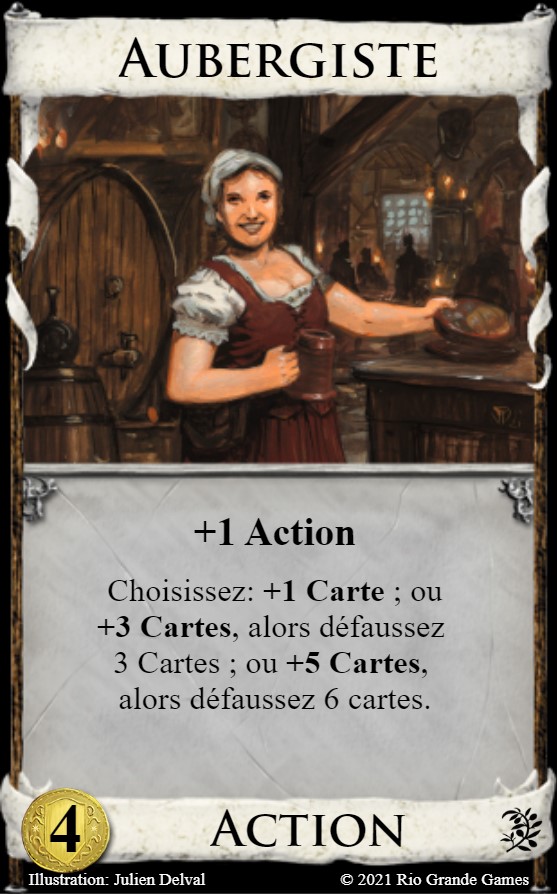 AUBERGISTE
+1 Action
Choisissez: +1 Carte ; ou
+3 Cartes, alors défaussez
3 Cartes ; ou +5 Cartes,
alors défaussez 6 cartes.
4
ACTION
Illustration: Julien Delval
© 2021 Rio Grande Games